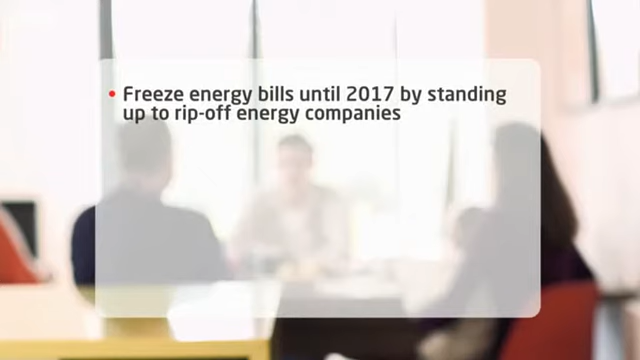 Freeze energy bills until 2017 by standing
up to rip-off energy companies